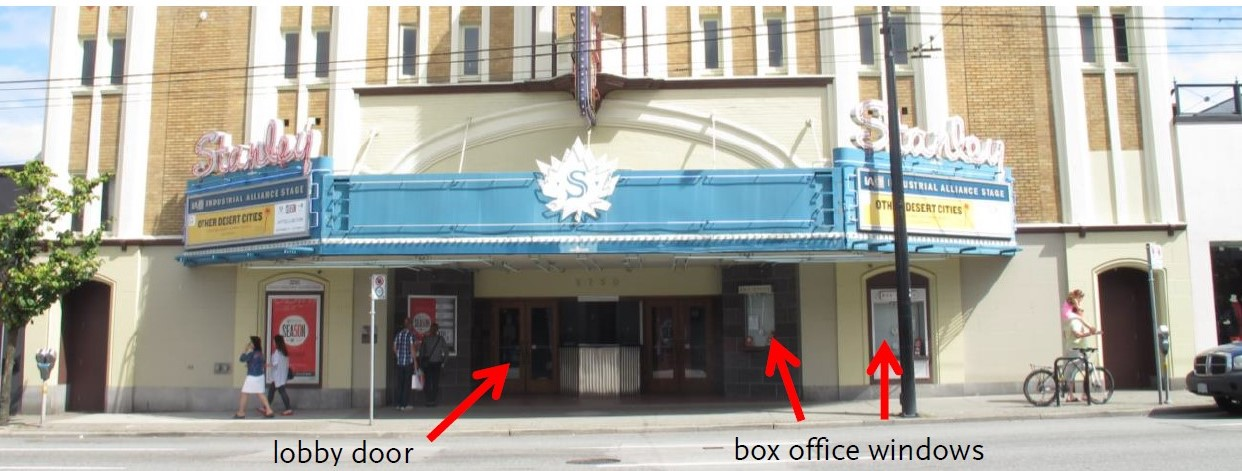 Stanley
INDUSTRIAL ALLIANCE STAGE
OTHER DESERT CITIES
S
Stanley
INDUSTRIAL ALLIANCE STAGE
OTHER DESERT CITIES
SEASON
lobby door
box office windows